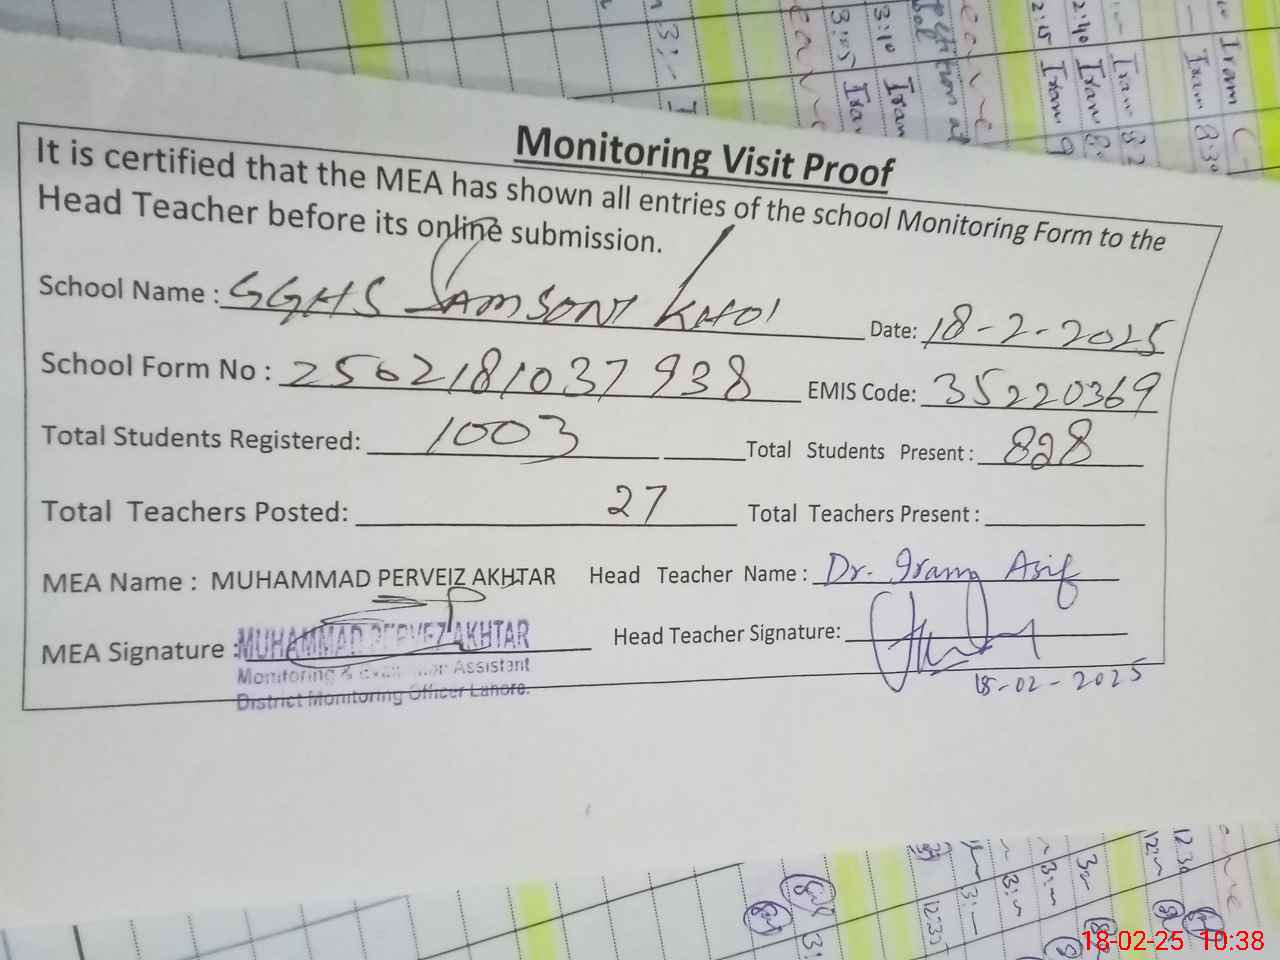 Monitoring Visit Proof
It is certified that the MEA has shown all entries of the school Monitoring Form to the
Head Teacher before its online submission.
School Name : GGHS SAMSONI KHOI Date: 18-2-2025
School Form No : 2562181037938 EMIS Code: 35220369
Total Students Registered: 1003 Total Students Present : 828
Total Teachers Posted: 27 Total Teachers Present :
MEA Name : MUHAMMAD PERVEIZ AKHTAR Head Teacher Name : Dr. Iram Asif
MEA Signature : MUHAMMAD PERVEZ AKHTAR Head Teacher Signature:
Monitoring & Assistant
District Monitoring Officer Lahore.
18-02-2025
18-02-25 10:38